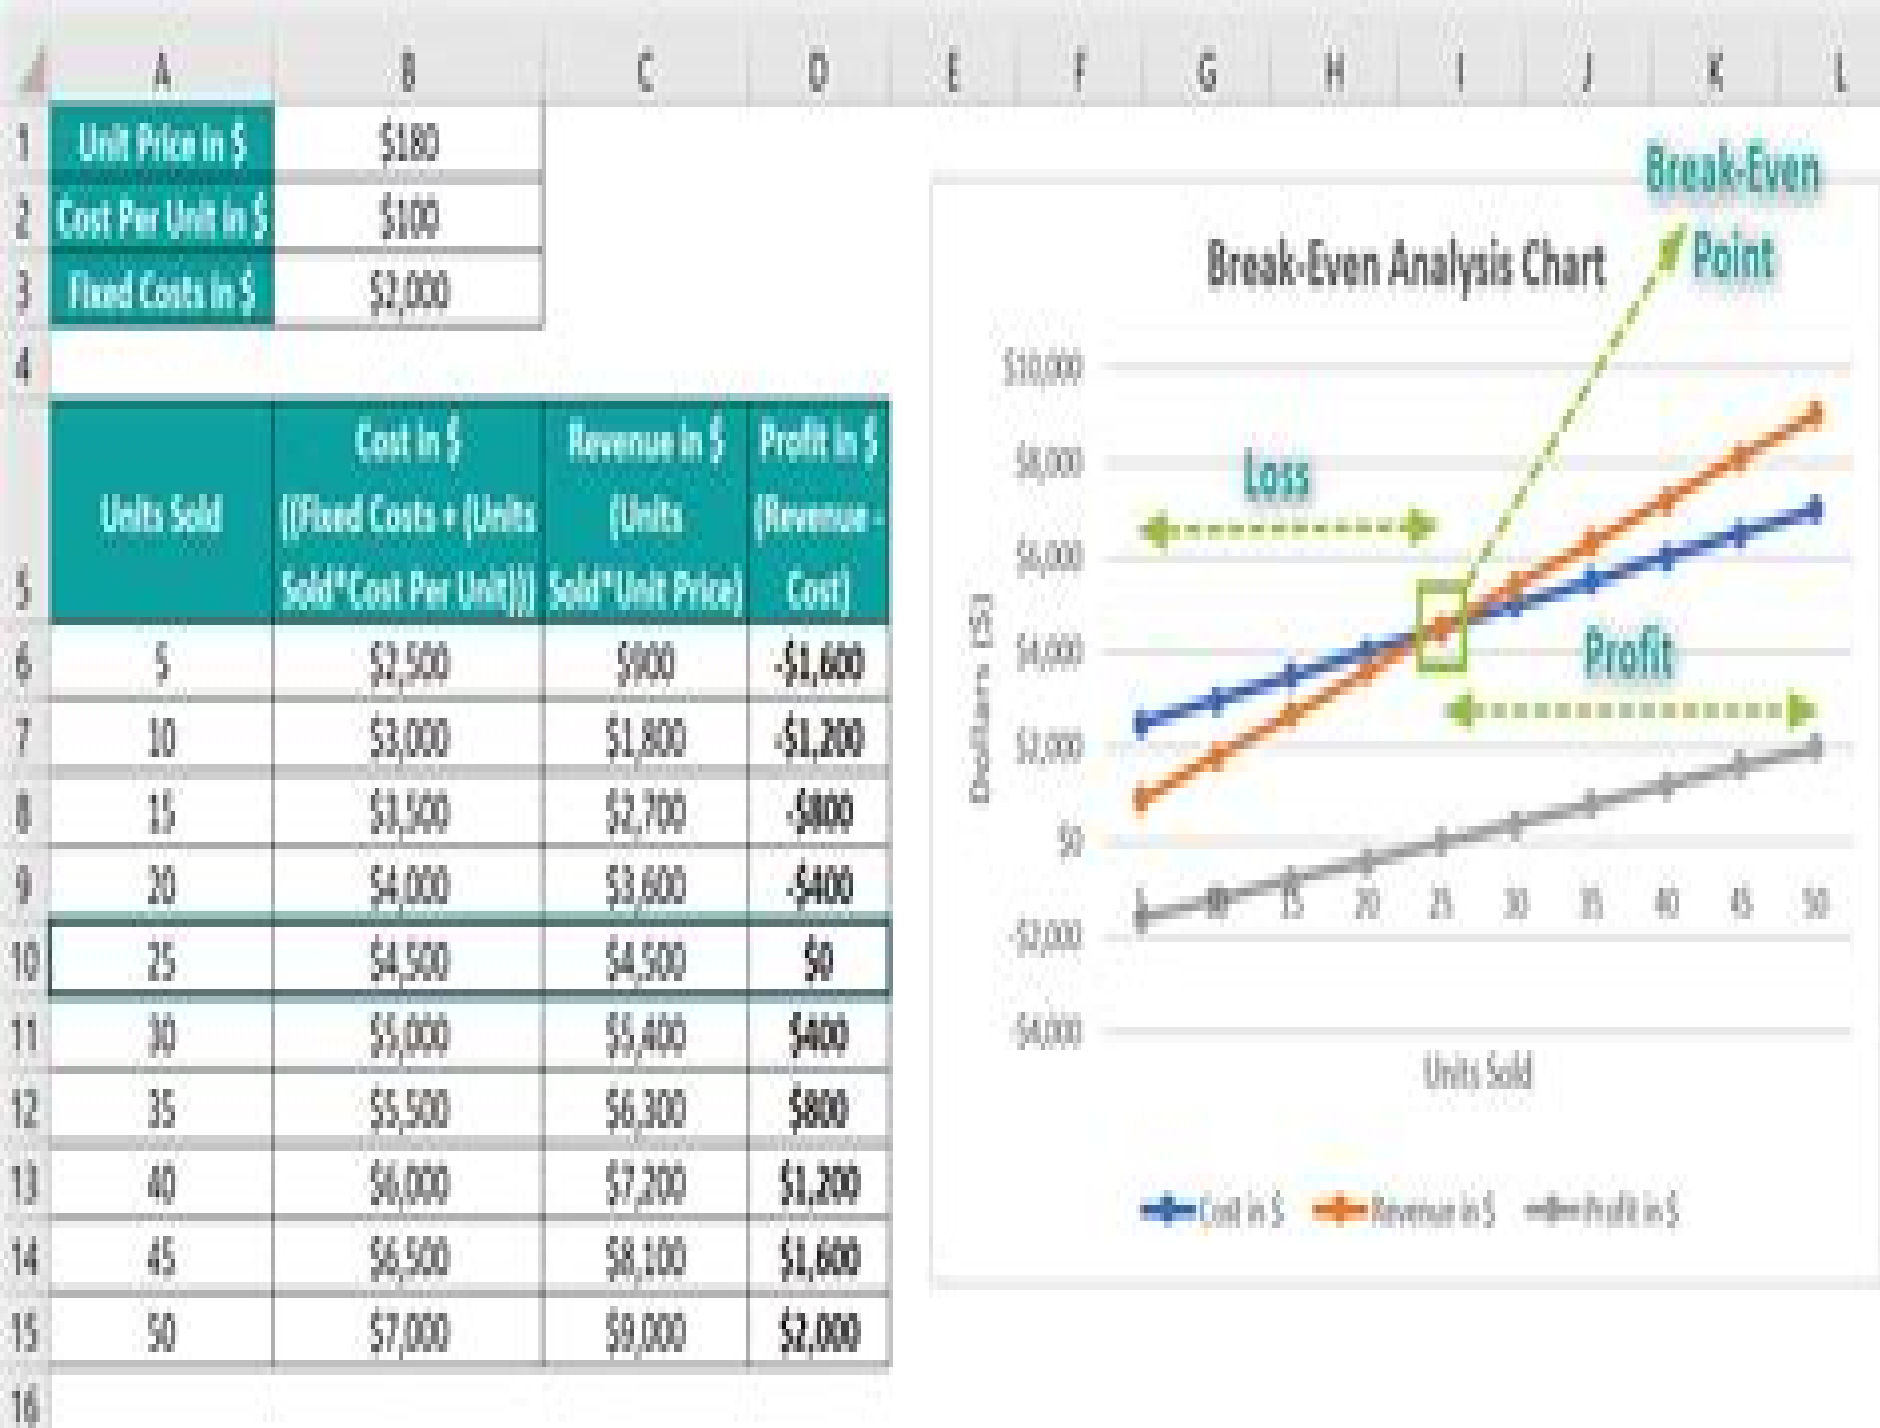 A B C D E F G H I J K L
1 Unit Price in $ $180
2 Cost Per Unit in $ $100
3 Fixed Costs in $ $2,000
4
5 Units Sold
Cost in $
((Fixed Costs + (Units
Sold*Cost Per Unit)))
Revenue in $
(Units
Sold*Unit Price)
Profit in $
(Revenue -
Cost)
6 5 $2,500 $900 -$1,600
7 10 $3,000 $1,800 -$1,200
8 15 $3,500 $2,700 -$800
9 20 $4,000 $3,600 -$400
10 25 $4,500 $4,500 $0
11 30 $5,000 $5,400 $400
12 35 $5,500 $6,300 $800
13 40 $6,000 $7,200 $1,200
14 45 $6,500 $8,100 $1,600
15 50 $7,000 $9,000 $2,000
16
Break-Even
Point
Break-Even Analysis Chart
Loss
Profit
Dollars ($)
$10,000
$8,000
$6,000
$4,000
$2,000
$0
-$2,000
-$4,000
5 10 15 20 25 30 35 40 45 50
Units Sold
Cost in $ Revenue in $ Profit in $